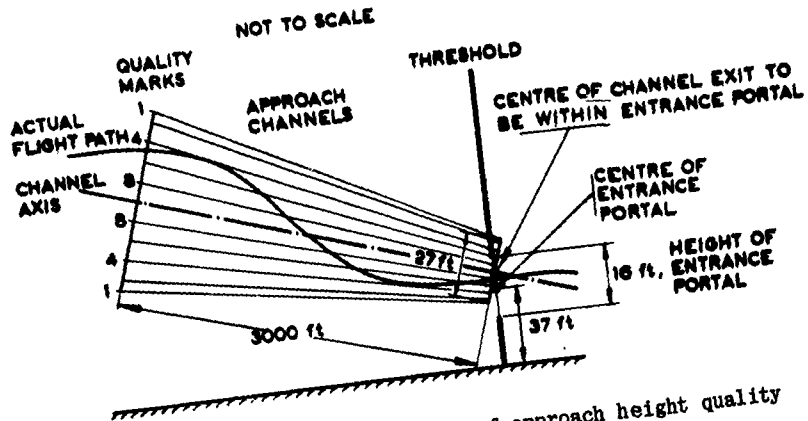 NOT TO SCALE
QUALITY
MARKS
THRESHOLD
APPROACH
CHANNELS
CENTRE OF CHANNEL EXIT TO
BE WITHIN ENTRANCE PORTAL
ACTUAL
FLIGHT PATH
CHANNEL
AXIS
1
4
8
8
4
1
CENTRE OF
ENTRANCE
PORTAL
27 ft
16 ft,
HEIGHT OF
ENTRANCE
PORTAL
37 ft
3000 ft
approach height quality